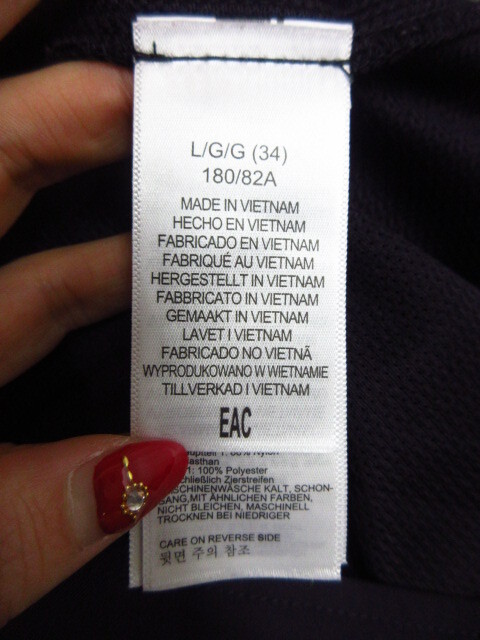 L/G/G (34)
180/82A
MADE IN VIETNAM
HECHO EN VIETNAM
FABRICADO EN VIETNAM
FABRIQUÉ AU VIETNAM
HERGESTELLT IN VIETNAM
FABBRICATO IN VIETNAM
GEMAAKT IN VIETNAM
LAVET I VIETNAM
FABRICADO NO VIETNÃ
WYPRODUKOWANO W WIETNAMIE
TILLVERKAD I VIETNAM
EAC
1: 100% Polyester
Zierstreifen
KALT, SCHON-
MIT ÄHNLICHEN FARBEN,
NICHT BLEICHEN, MASCHINELL
TROCKNEN BEI NIEDRIGER
CARE ON REVERSE SIDE
뒷면 주의 참조